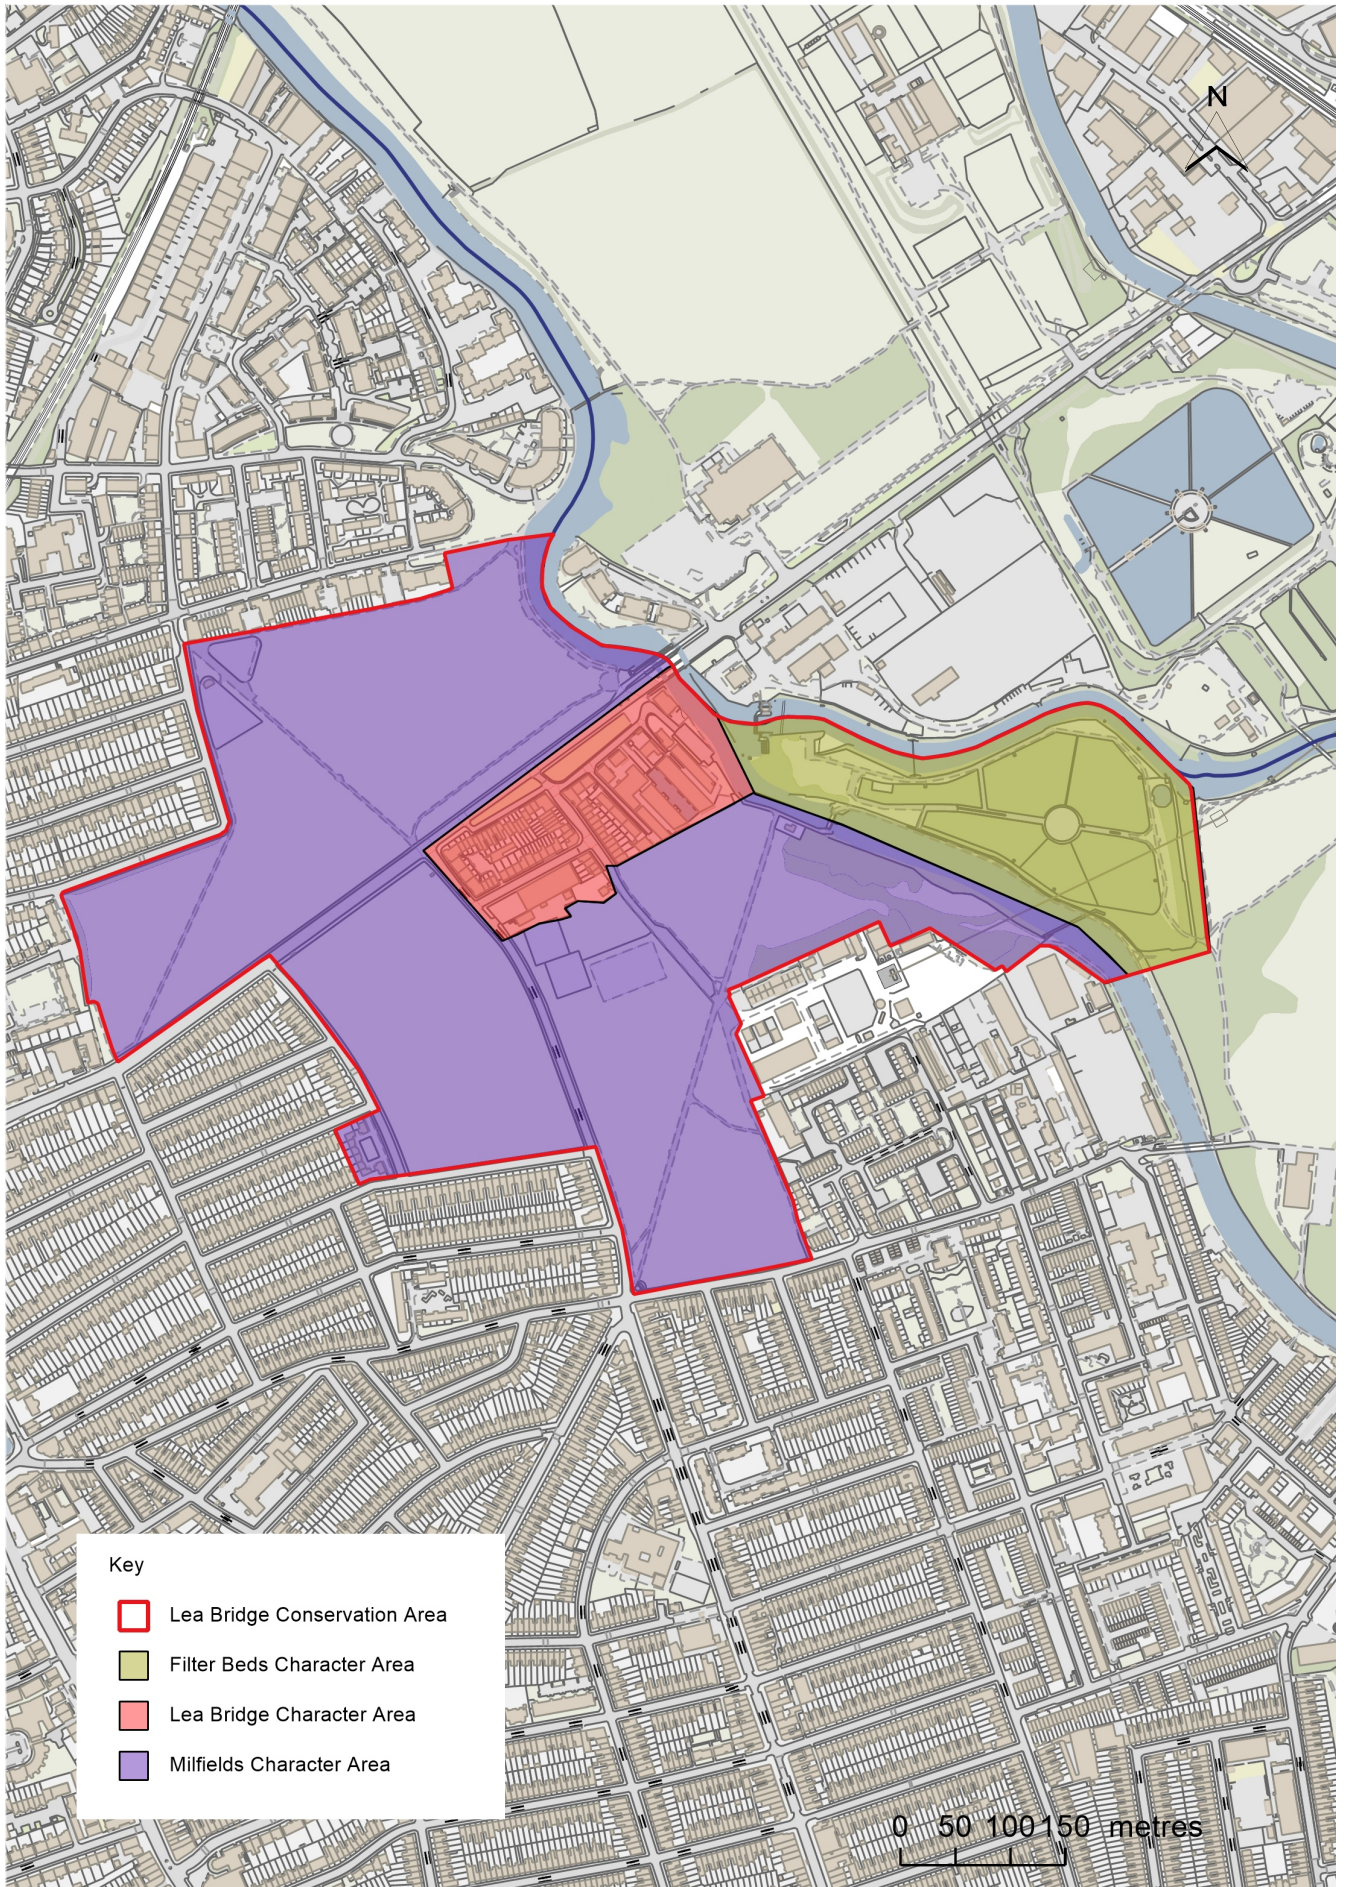 N
Key
Lea Bridge Conservation Area
Filter Beds Character Area
Lea Bridge Character Area
Milfields Character Area
0 50 100 150 metres